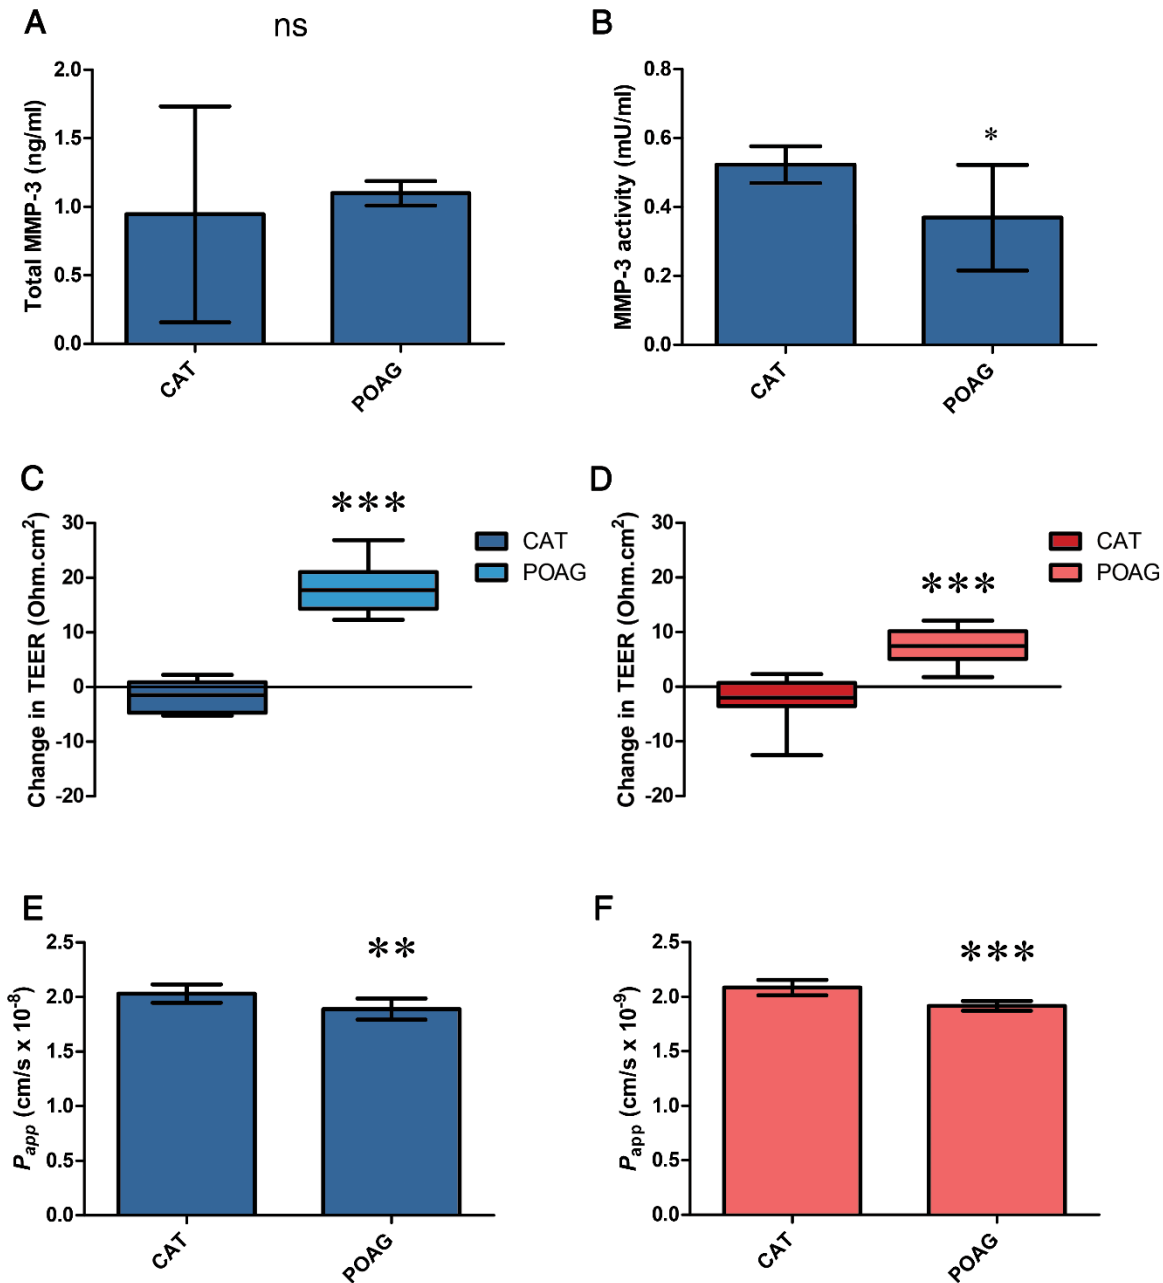 A
ns
Total MMP-3 (ng/ml)
2.0
1.5
1.0
0.5
0.0
CAT
POAG
B
MMP-3 activity (mU/ml)
0.8
0.6
0.4
0.2
0.0
*
CAT
POAG
C
Change in TEER (Ohm.cm²)
30
20
10
0
-10
-20
***
CAT
POAG
D
Change in TEER (Ohm.cm²)
30
20
10
0
-10
-20
***
CAT
POAG
E
Papp (cm/s x 10⁻⁸)
2.5
2.0
1.5
1.0
0.5
0.0
**
CAT
POAG
F
Papp (cm/s x 10⁻⁹)
2.5
2.0
1.5
1.0
0.5
0.0
***
CAT
POAG